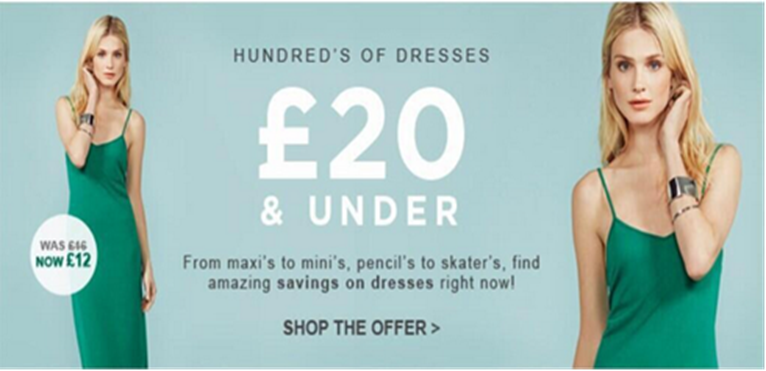 HUNDRED'S OF DRESSES
£20
& UNDER
From maxi's to mini's, pencil's to skater's, find
amazing savings on dresses right now!
SHOP THE OFFER >
WAS £46
NOW £12